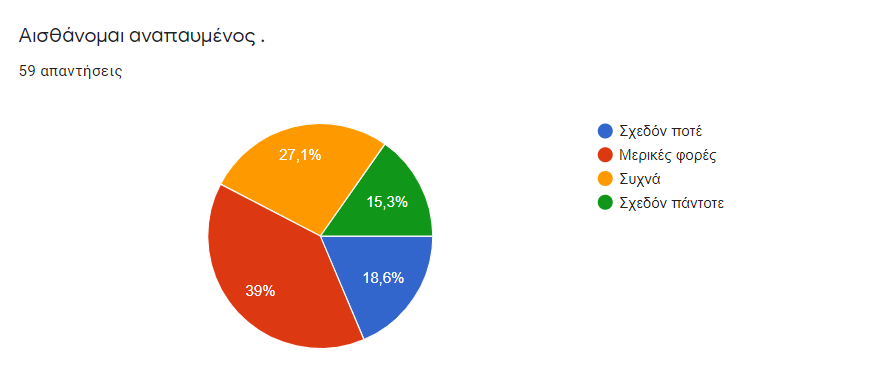 Αισθάνομαι αναπαυμένος .
59 απαντήσεις
27,1%
15,3%
39%
18,6%
Σχεδόν ποτέ
Μερικές φορές
Συχνά
Σχεδόν πάντοτε